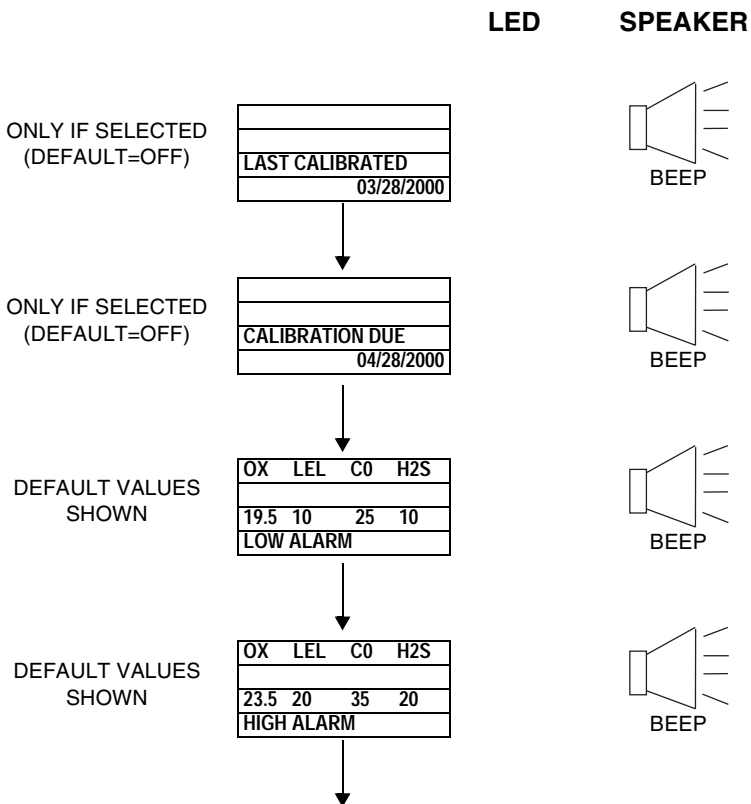 LED SPEAKER
ONLY IF SELECTED
(DEFAULT=OFF)
LAST CALIBRATED
03/28/2000
BEEP
ONLY IF SELECTED
(DEFAULT=OFF)
CALIBRATION DUE
04/28/2000
BEEP
DEFAULT VALUES
SHOWN
OX LEL C0 H2S
19.5 10 25 10
LOW ALARM
BEEP
DEFAULT VALUES
SHOWN
OX LEL C0 H2S
23.5 20 35 20
HIGH ALARM
BEEP